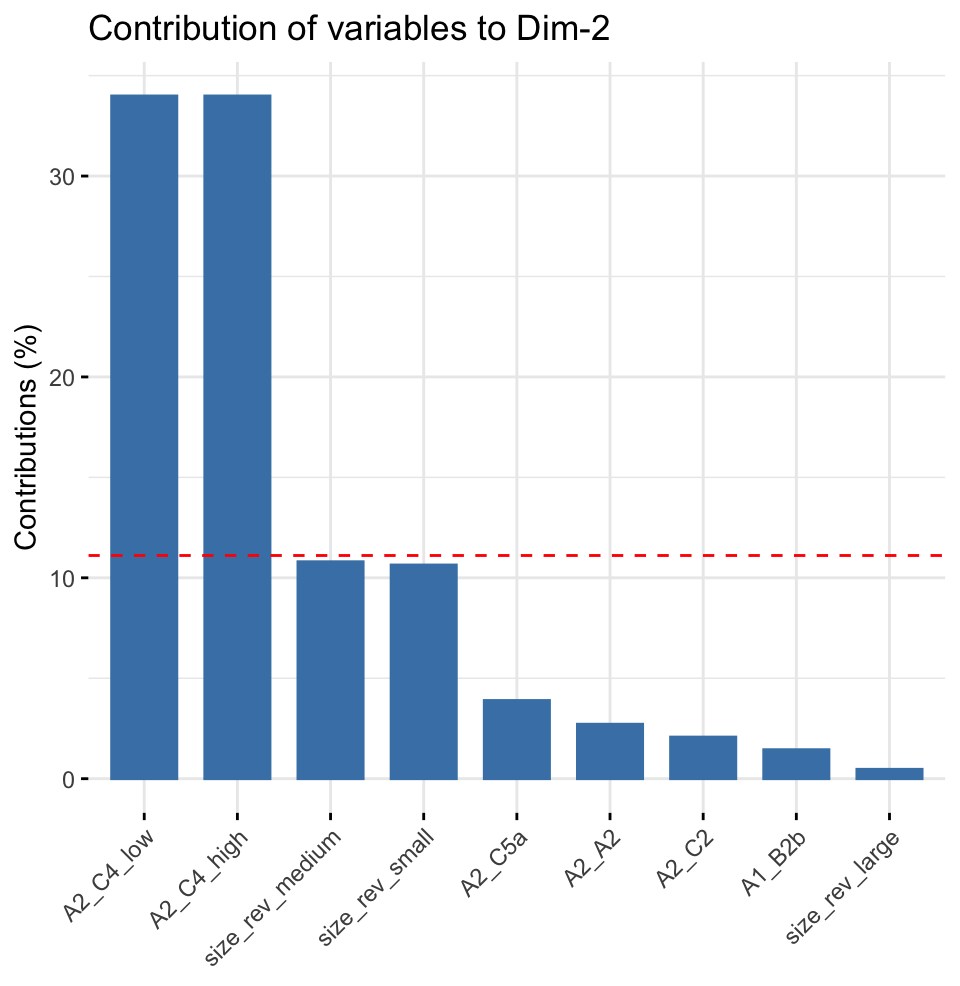 Contribution of variables to Dim-2
Contributions (%)
30
20
10
0
A2_C4_low
A2_C4_high
size_rev_medium
size_rev_small
A2_C5a
A2_A2
A2_C2
A1_B2b
size_rev_large